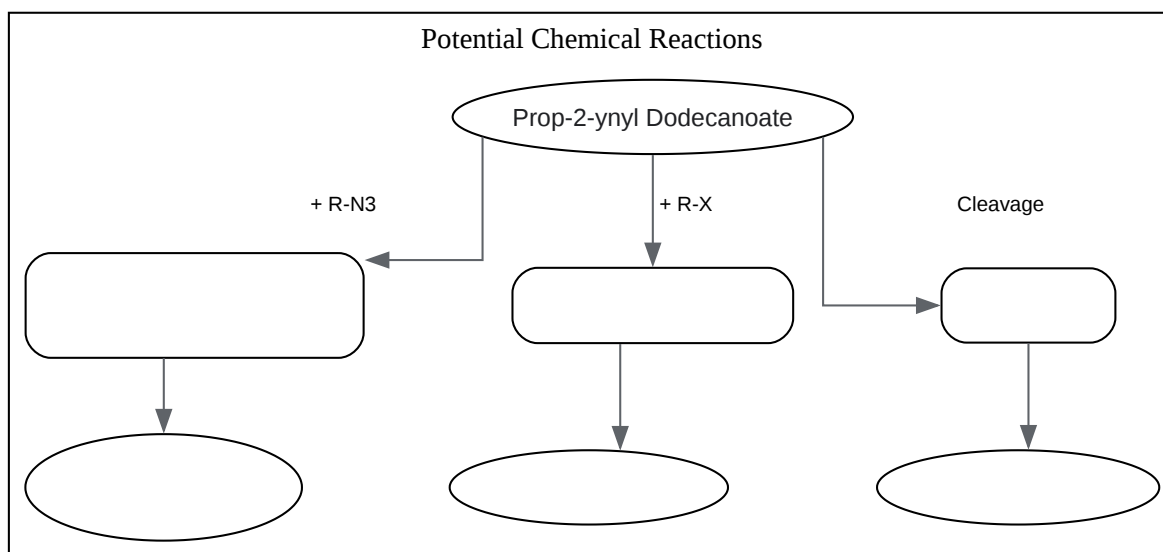 Potential Chemical Reactions
Prop-2-ynyl Dodecanoate
+ R-N3
+ R-X
Cleavage